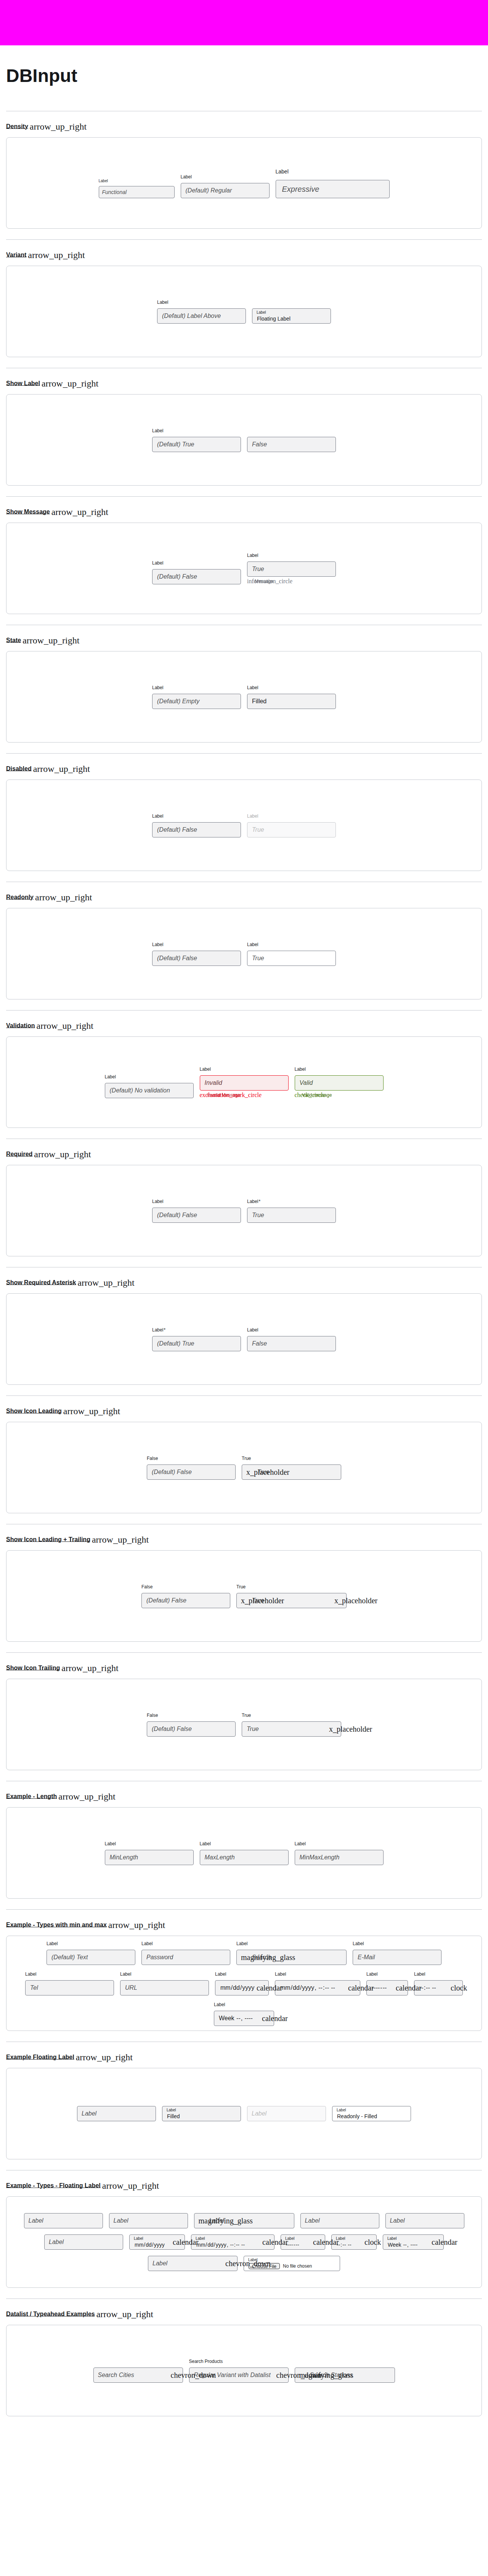 DBInput
Density arrow_up_right
Label Label Label
Functional (Default) Regular Expressive
Variant arrow_up_right
Label Label
(Default) Label Above Floating Label
Show Label arrow_up_right
Label
(Default) True False
Show Message arrow_up_right
Label Label
(Default) False True
information_circle
State arrow_up_right
Label Label
(Default) Empty Filled
Disabled arrow_up_right
Label Label
(Default) False True
Readonly arrow_up_right
Label Label
(Default) False True
Validation arrow_up_right
Label Label Label
(Default) No validation Invalid Valid
Required arrow_up_right
Label Label*
(Default) False True
Show Required Asterisk arrow_up_right
Label* Label
(Default) True False
Show Icon Leading arrow_up_right
False True
(Default) False x_placeholder
Show Icon Leading + Trailing arrow_up_right
False True
(Default) False x_placeholder x_placeholder
Show Icon Trailing arrow_up_right
False True
(Default) False True x_placeholder
Example - Length arrow_up_right
Label Label Label
MinLength MaxLength MinMaxLength
Example - Types with min and max arrow_up_right
Label Label Label Label
(Default) Text Password magnifying_glass E-Mail
Label Label Label Label Label Label
Tel URL mm/dd/yyyy calendar mm/dd/yyyy, --:-- -- calendar calendar --:-- -- clock
Label
Week --, ---- calendar
Example Floating Label arrow_up_right
Label Label Filled Label Label Readonly - Filled
Example - Types - Floating Label arrow_up_right
Label Label magnifying_glass Label Label
Label Label Label Label Label Label
mm/dd/yyyy calendar mm/dd/yyyy, --:-- -- calendar calendar clock Week --, ---- calendar
Label chevron_down Label No file chosen
Datalist / Typeahead Examples arrow_up_right
Search Products
Search Cities chevron_down Regular Variant with Datalist chevron_down magnifying_glass